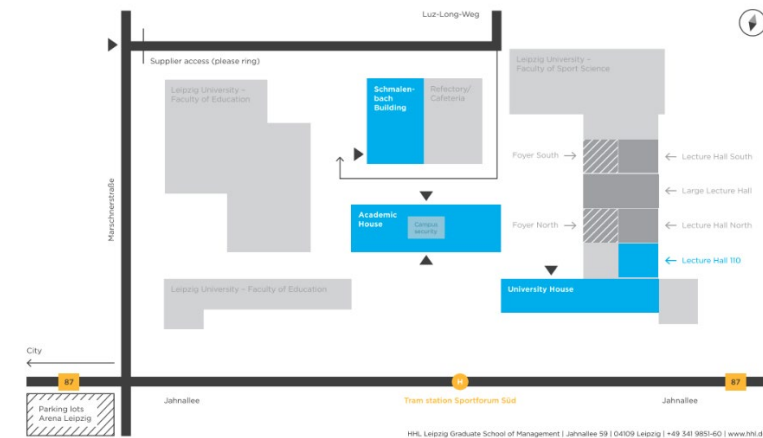 Luz-Long-Weg
Supplier access (please ring)
Leipzig University –
Faculty of Education
Schmalen-
bach
Building
Refectory/
Cafeteria
Leipzig University –
Faculty of Sport Science
Foyer South
Lecture Hall South
Large Lecture Hall
Marschnerstraße
Academic
House
Campus
security
Foyer North
Lecture Hall North
Lecture Hall 110
Leipzig University – Faculty of Education
University House
City
87
H
87
Jahnallee
Tram station Sportforum Süd
Jahnallee
Parking lots
Arena Leipzig
HHL Leipzig Graduate School of Management | Jahnallee 59 | 04109 Leipzig | +49 341 9851-60 | www.hhl.d